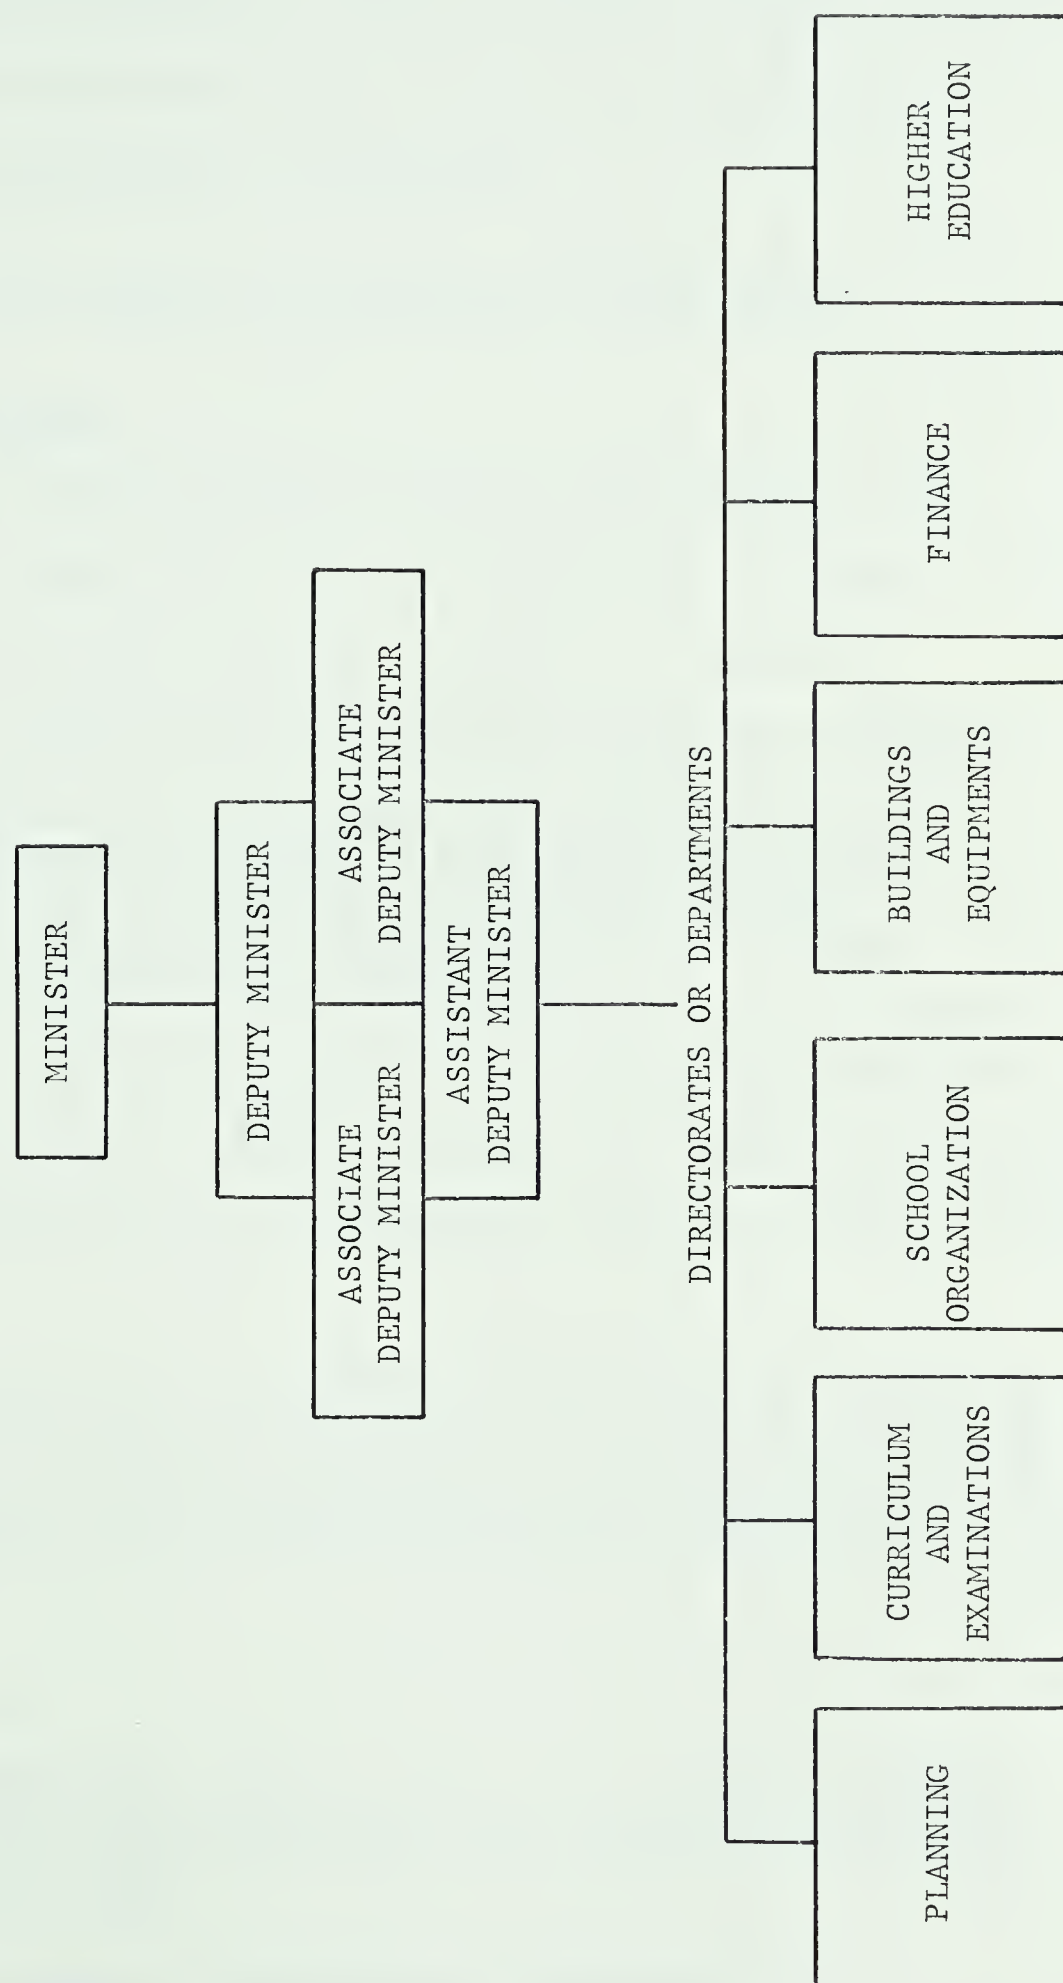 MINISTER
DEPUTY MINISTER
ASSOCIATE
DEPUTY MINISTER
ASSOCIATE
DEPUTY MINISTER
ASSISTANT
DEPUTY MINISTER
DIRECTORATES OR DEPARTMENTS
PLANNING
CURRICULUM
AND
EXAMINATIONS
SCHOOL
ORGANIZATION
BUILDINGS
AND
EQUIPMENTS
FINANCE
HIGHER
EDUCATION